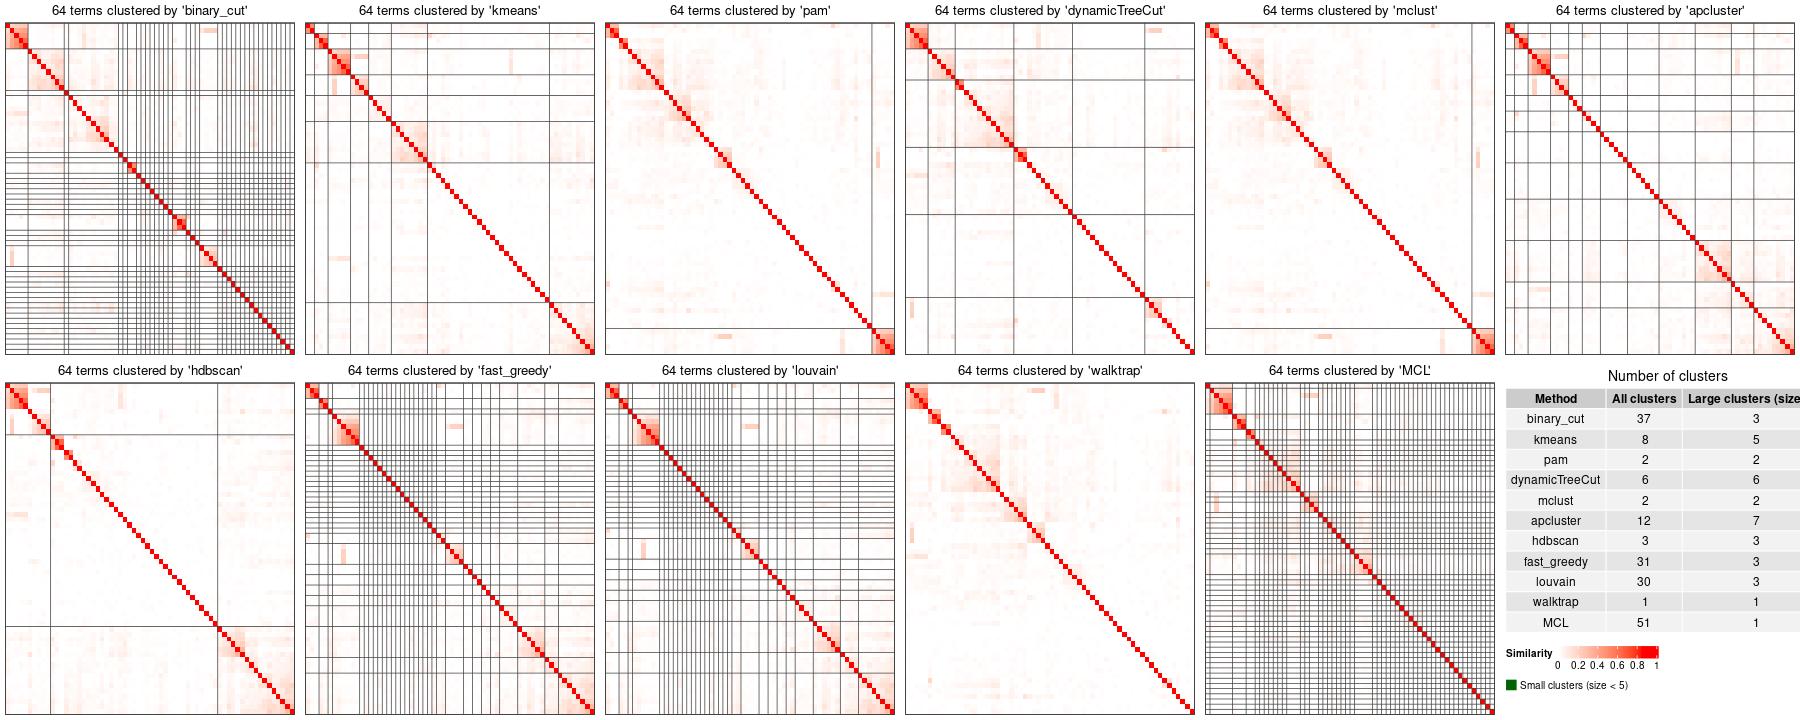 64 terms clustered by 'binary_cut'
64 terms clustered by 'kmeans'
64 terms clustered by 'pam'
64 terms clustered by 'dynamicTreeCut'
64 terms clustered by 'mclust'
64 terms clustered by 'apcluster'
64 terms clustered by 'hdbscan'
64 terms clustered by 'fast_greedy'
64 terms clustered by 'louvain'
64 terms clustered by 'walktrap'
64 terms clustered by 'MCL'
Number of clusters
Method All clusters Large clusters (size
binary_cut 37 3
kmeans 8 5
pam 2 2
dynamicTreeCut 6 6
mclust 2 2
apcluster 12 7
hdbscan 3 3
fast_greedy 31 3
louvain 30 3
walktrap 1 1
MCL 51 1
Similarity
0 0.2 0.4 0.6 0.8 1
Small clusters (size < 5)